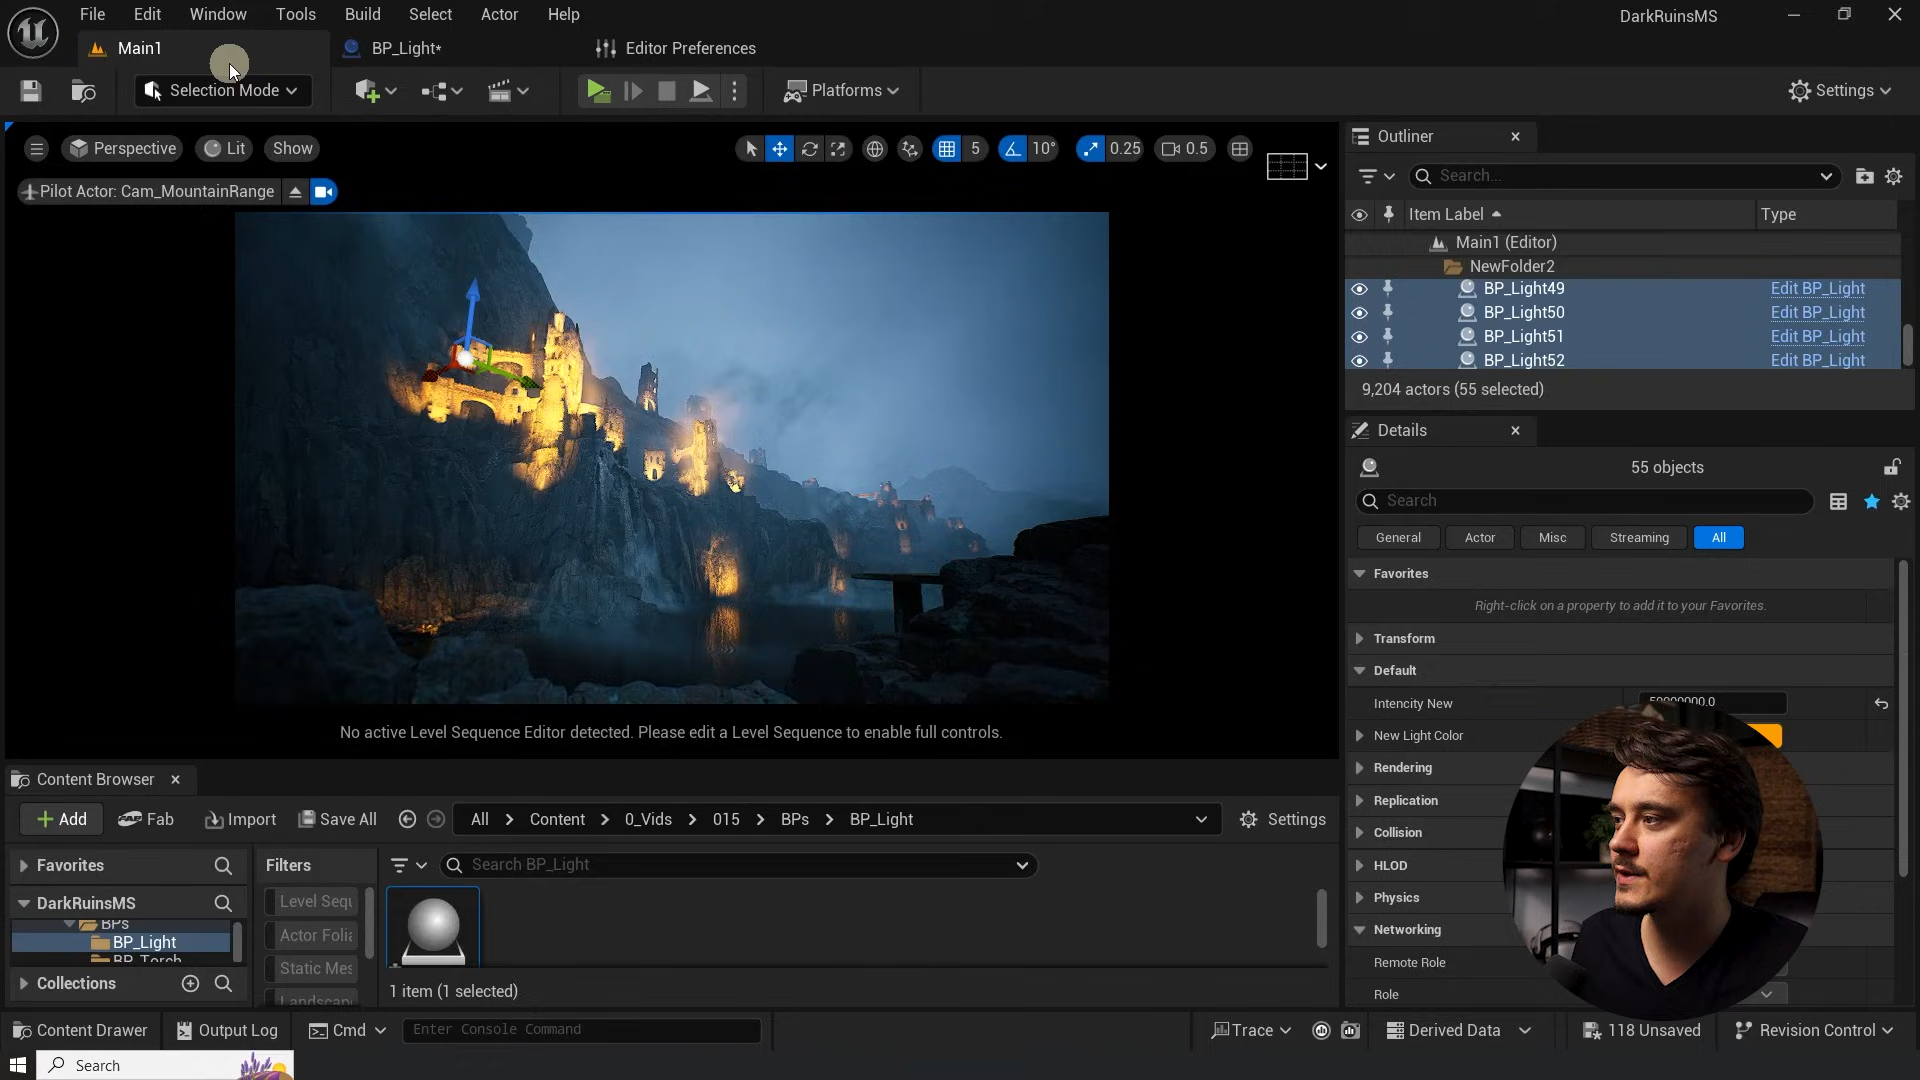 File Edit Window Tools Build Select Actor Help
DarkRuinsMS
Main1
BP_Light*
Editor Preferences
Selection Mode
Platforms
Settings
Perspective
Lit
Show
5
10°
0.25
0.5
Pilot Actor: Cam_MountainRange
No active Level Sequence Editor detected. Please edit a Level Sequence to enable full controls.
Outliner
Search...
Item Label
Type
Main1 (Editor)
NewFolder2
BP_Light49 Edit BP_Light
BP_Light50 Edit BP_Light
BP_Light51 Edit BP_Light
BP_Light52 Edit BP_Light
9,204 actors (55 selected)
Details
55 objects
Search
General Actor Misc Streaming All
Favorites
Right-click on a property to add it to your Favorites.
Transform
Default
Intencity New
New Light Color
Rendering
Replication
Collision
HLOD
Physics
Networking
Remote Role
Role
Content Browser
Add
Fab
Import
Save All
All > Content > 0_Vids > 015 > BPs > BP_Light
Settings
Favorites
DarkRuinsMS
BPs
BP_Light
BP_Torch
Collections
Filters
Level Sequ
Actor Folia
Static Mes
Landscap
Search BP_Light
1 item (1 selected)
Content Drawer
Output Log
Cmd
Enter Console Command
Trace
Derived Data
118 Unsaved
Revision Control
Search